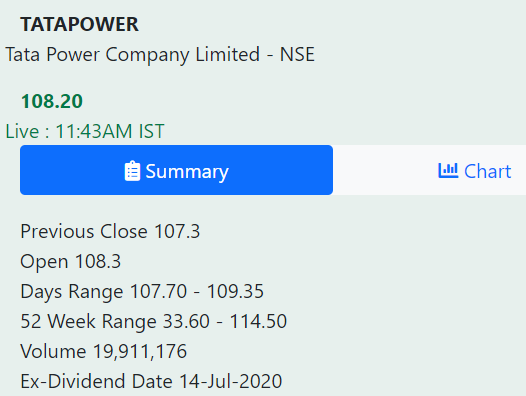 TATAPOWER
Tata Power Company Limited - NSE
108.20
Live : 11:43AM IST
Summary
Chart
Previous Close 107.3
Open 108.3
Days Range 107.70 - 109.35
52 Week Range 33.60 - 114.50
Volume 19,911,176
Ex-Dividend Date 14-Jul-2020